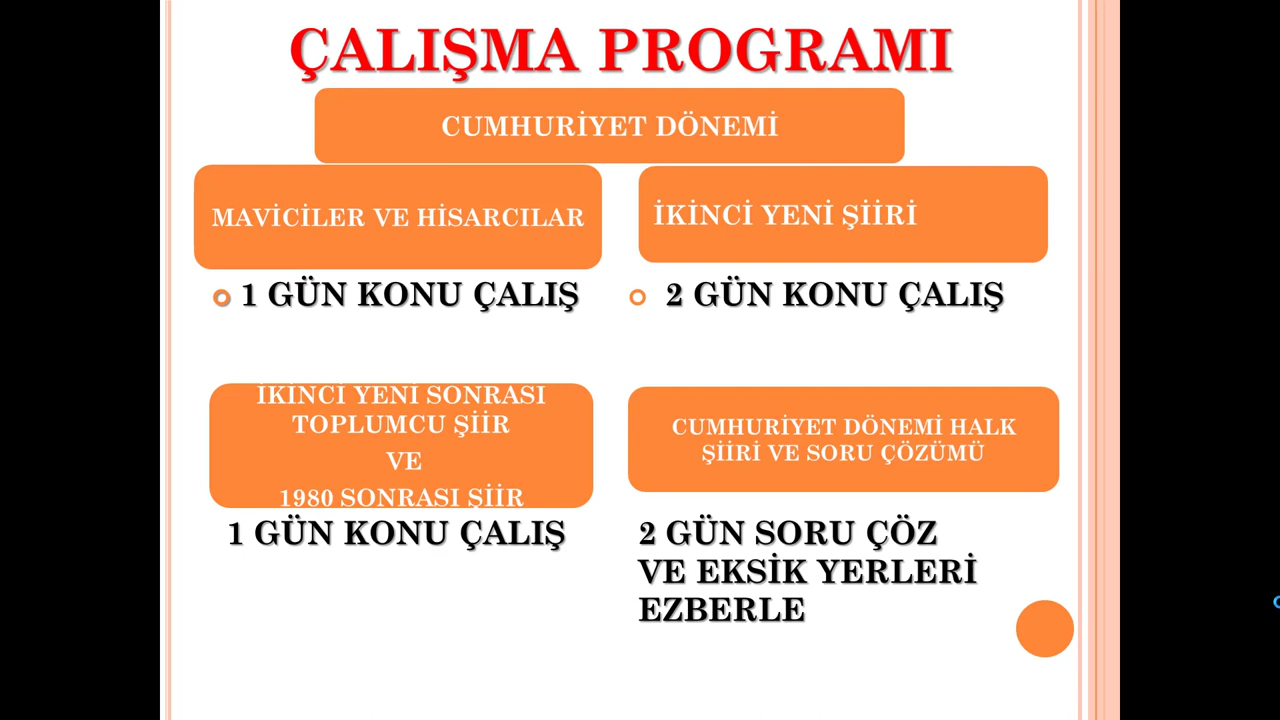 ÇALIŞMA PROGRAMI
CUMHURİYET DÖNEMİ
MAVİCİLER VE HİSARCILAR
İKİNCİ YENİ ŞİİRİ
1 GÜN KONU ÇALIŞ
2 GÜN KONU ÇALIŞ
İKİNCİ YENİ SONRASI
TOPLUMCU ŞİİR
VE
1980 SONRASI ŞİİR
CUMHURİYET DÖNEMİ HALK
ŞİİRİ VE SORU ÇÖZÜMÜ
1 GÜN KONU ÇALIŞ
2 GÜN SORU ÇÖZ
VE EKSİK YERLERİ
EZBERLE